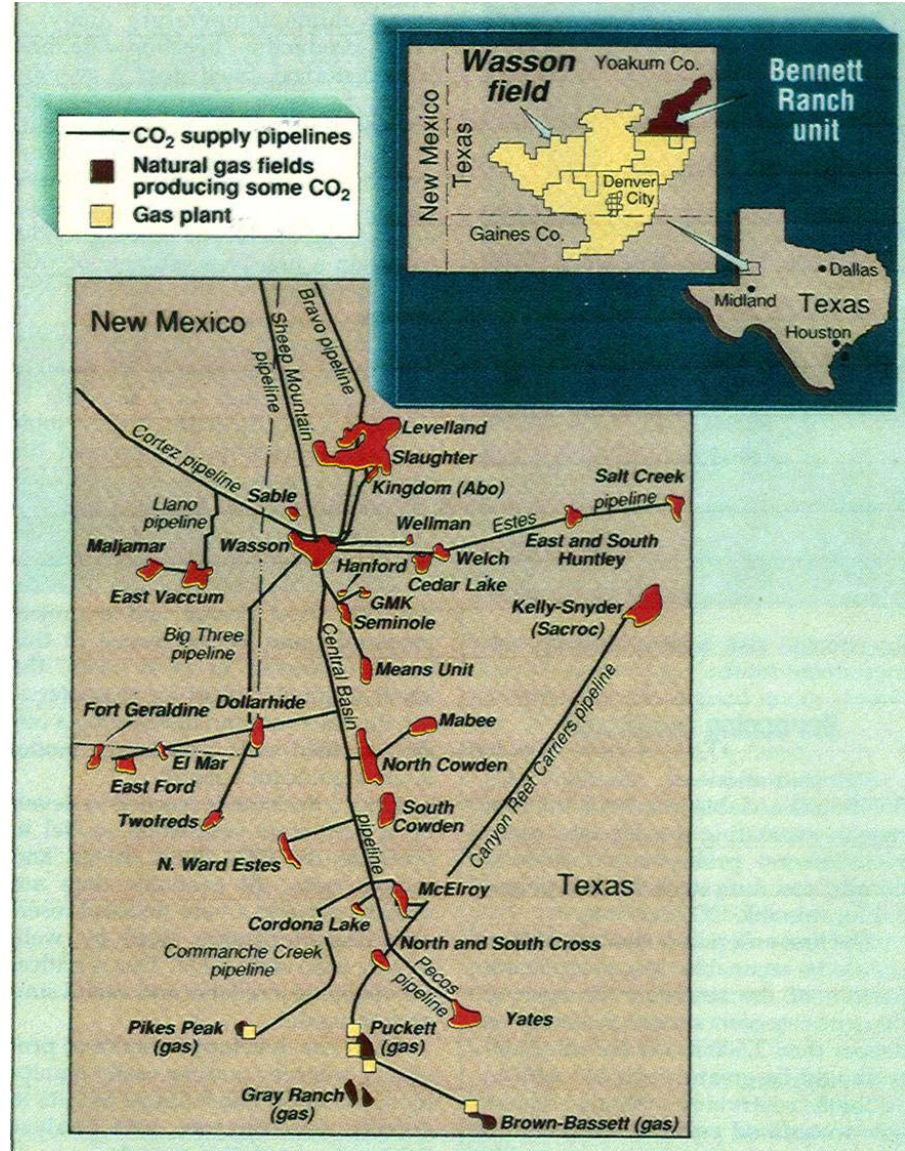 CO₂ supply pipelines
Natural gas fields
producing some CO₂
Gas plant
Wasson
field
Yoakum Co.
Bennett
Ranch
unit
New Mexico
Texas
Denver
City
Gaines Co.
Dallas
Midland
Texas
Houston
New Mexico
Sheep Mountain
pipeline
Bravo pipeline
Levelland
Slaughter
Kingdom (Abo)
Cortez pipeline
Sable
Llano
pipeline
Wasson
Wellman
Estes
pipeline
Salt Creek
East and South
Huntley
Maljamar
East Vaccum
Hanford
Welch
Cedar Lake
GMK
Seminole
Kelly-Snyder
(Sacroc)
Big Three
pipeline
Central Basin
pipeline
Means Unit
Fort Geraldine
Dollarhide
Mabee
El Mar
North Cowden
East Ford
Twofreds
South
Cowden
Canyon Reef Carriers pipeline
N. Ward Estes
McElroy
Texas
Cordona Lake
Commanche Creek
pipeline
North and South Cross
Pecos
pipeline
Yates
Pikes Peak
(gas)
Puckett
(gas)
Gray Ranch
(gas)
Brown-Bassett (gas)